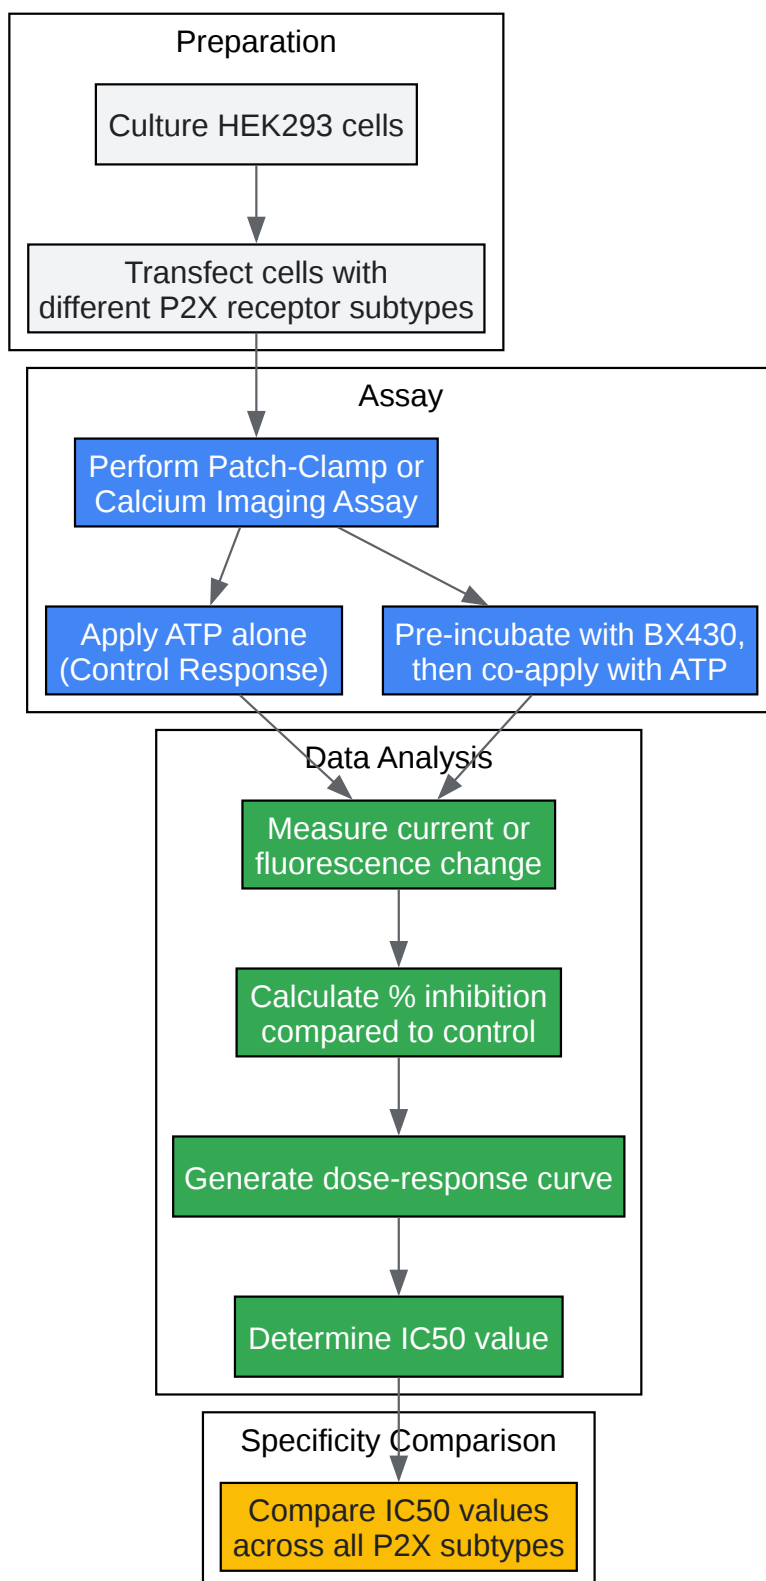 Preparation
Culture HEK293 cells
Transfect cells with
different P2X receptor subtypes
Assay
Perform Patch-Clamp or
Calcium Imaging Assay
Apply ATP alone
(Control Response)
Pre-incubate with BX430,
then co-apply with ATP
Data Analysis
Measure current or
fluorescence change
Calculate % inhibition
compared to control
Generate dose-response curve
Determine IC50 value
Specificity Comparison
Compare IC50 values
across all P2X subtypes